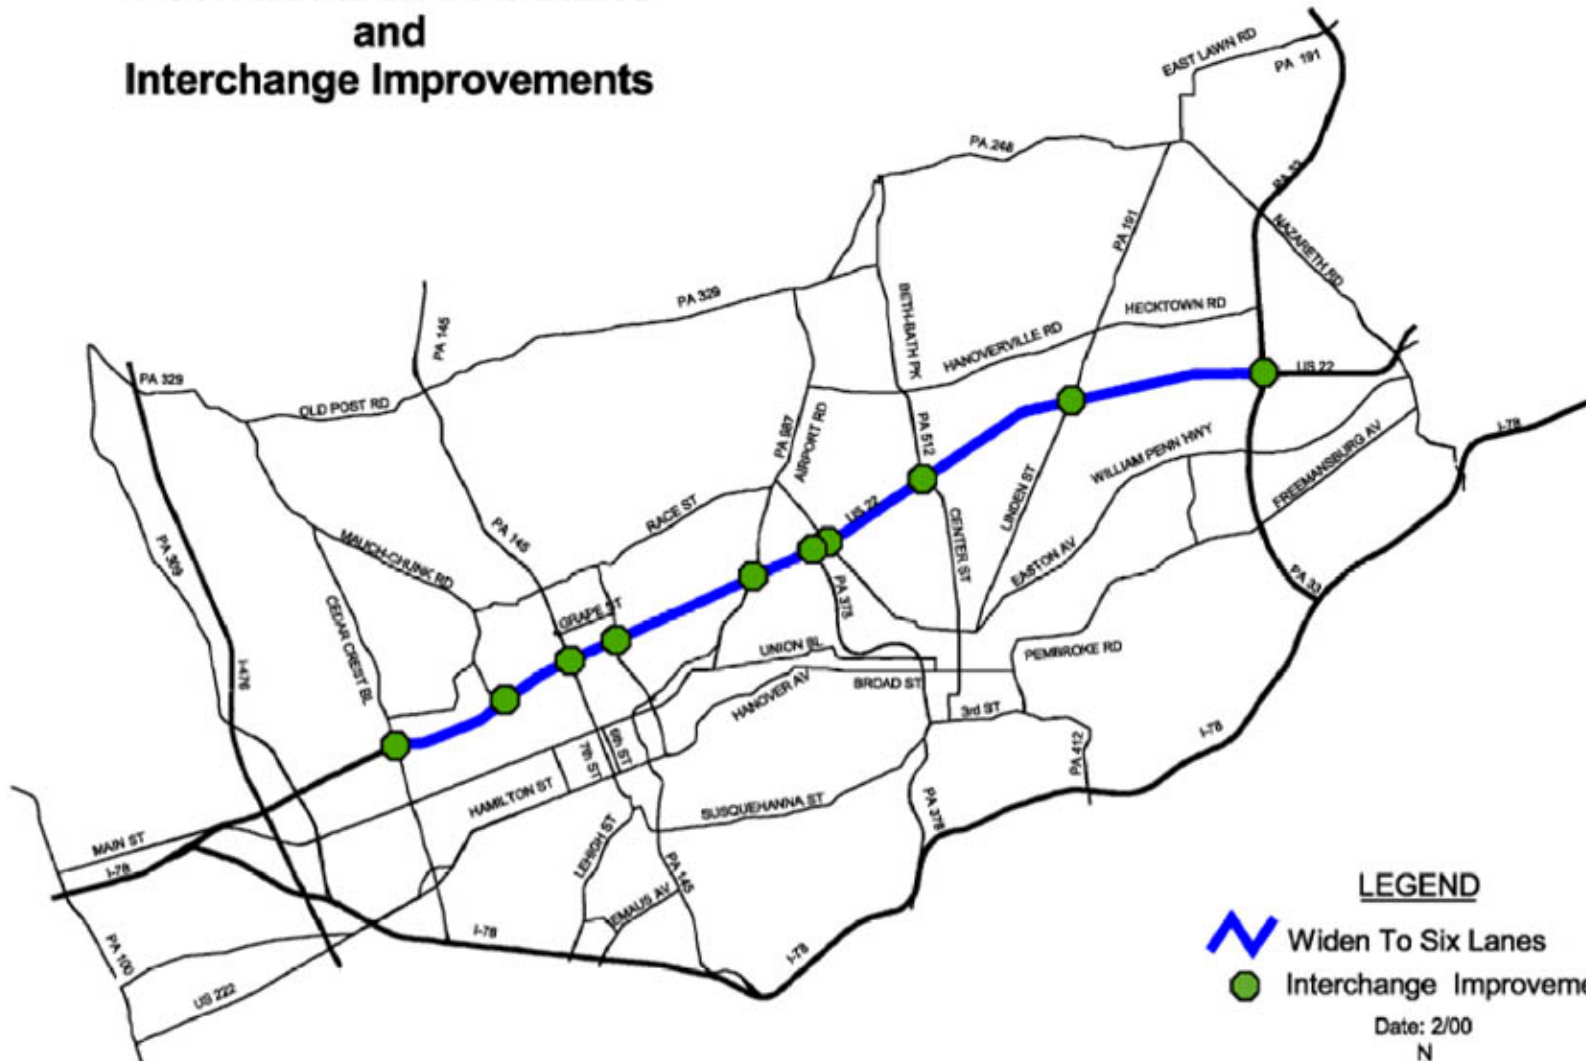 and
Interchange Improvements
EAST LAWN RD
PA 191
PA 248
PA 33
PA 191
NAZARETH RD
PA 329
BETH-BATH PK
HECKTOWN RD
HANOVERVILLE RD
PA 145
US 22
PA 329
OLD POST RD
AIRPORT RD
PA 987
PA 512
WILLIAM PENN HWY
I-78
FREEMANSBURG AV
RACE ST
US 22
LINDEN ST
PA 145
CENTER ST
MAUCH-CHUNK RD
PA 309
EASTON AV
PA 378
PA 33
GRAPE ST
CEDAR CREST BL
UNION BL
PEMBROKE RD
I-476
HANOVER AV
BROAD ST
3rd ST
6th ST
7th ST
I-78
PA 412
HAMILTON ST
SUSQUEHANNA ST
PA 378
MAIN ST
LEHIGH ST
I-78
PA 145
EMAUS AV
I-78
I-78
PA 100
US 222
LEGEND
Widen To Six Lanes
Interchange Improveme
Date: 2/00
N